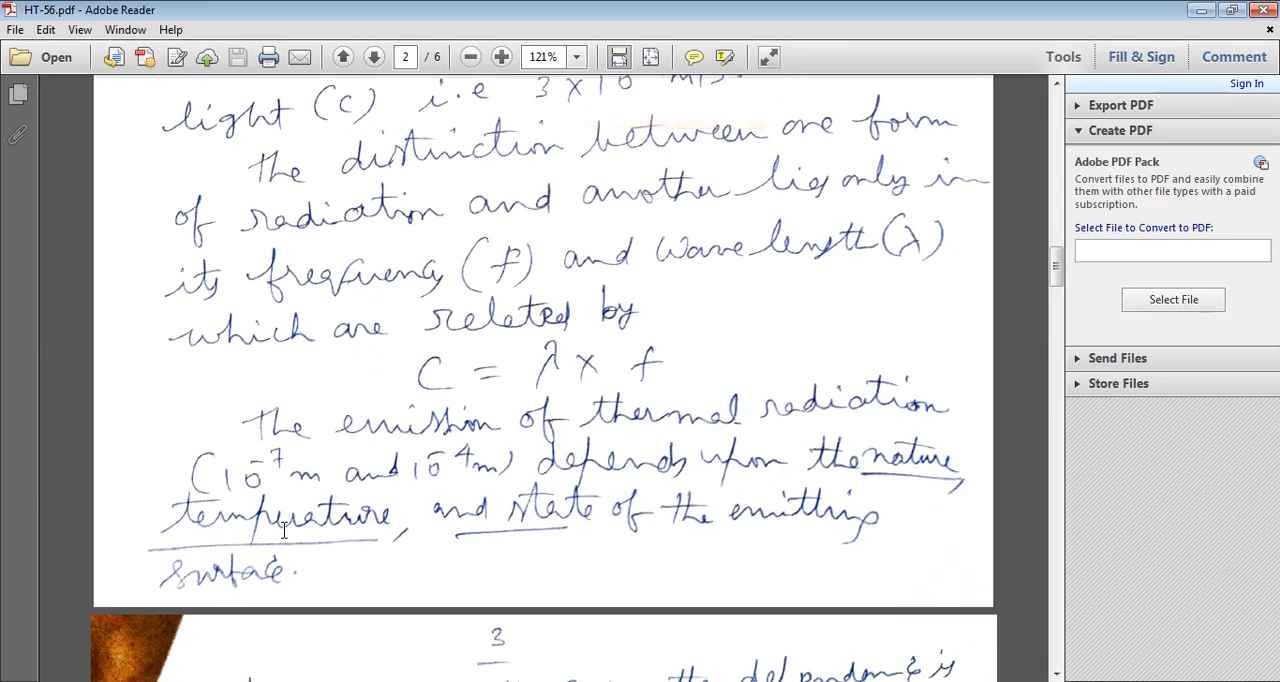 HT-56.pdf - Adobe Reader
File Edit View Window Help
Open 2 / 6 121% Tools Fill & Sign Comment
Sign In
Export PDF
Create PDF
Adobe PDF Pack
Convert files to PDF and easily combine
them with other file types with a paid
subscription.
Select File to Convert to PDF:
Select File
Send Files
Store Files
light (c) i.e 3 x 10 m/s.
the distinction between one form
of radiation and another lies only in
its frequency (f) and wavelength (λ)
which are related by
C = λ x f
the emission of thermal radiation
(10⁻⁷m and 10⁻⁴m) depends upon the nature,
temperature, and state of the emitting
surface.
3
the dependence is